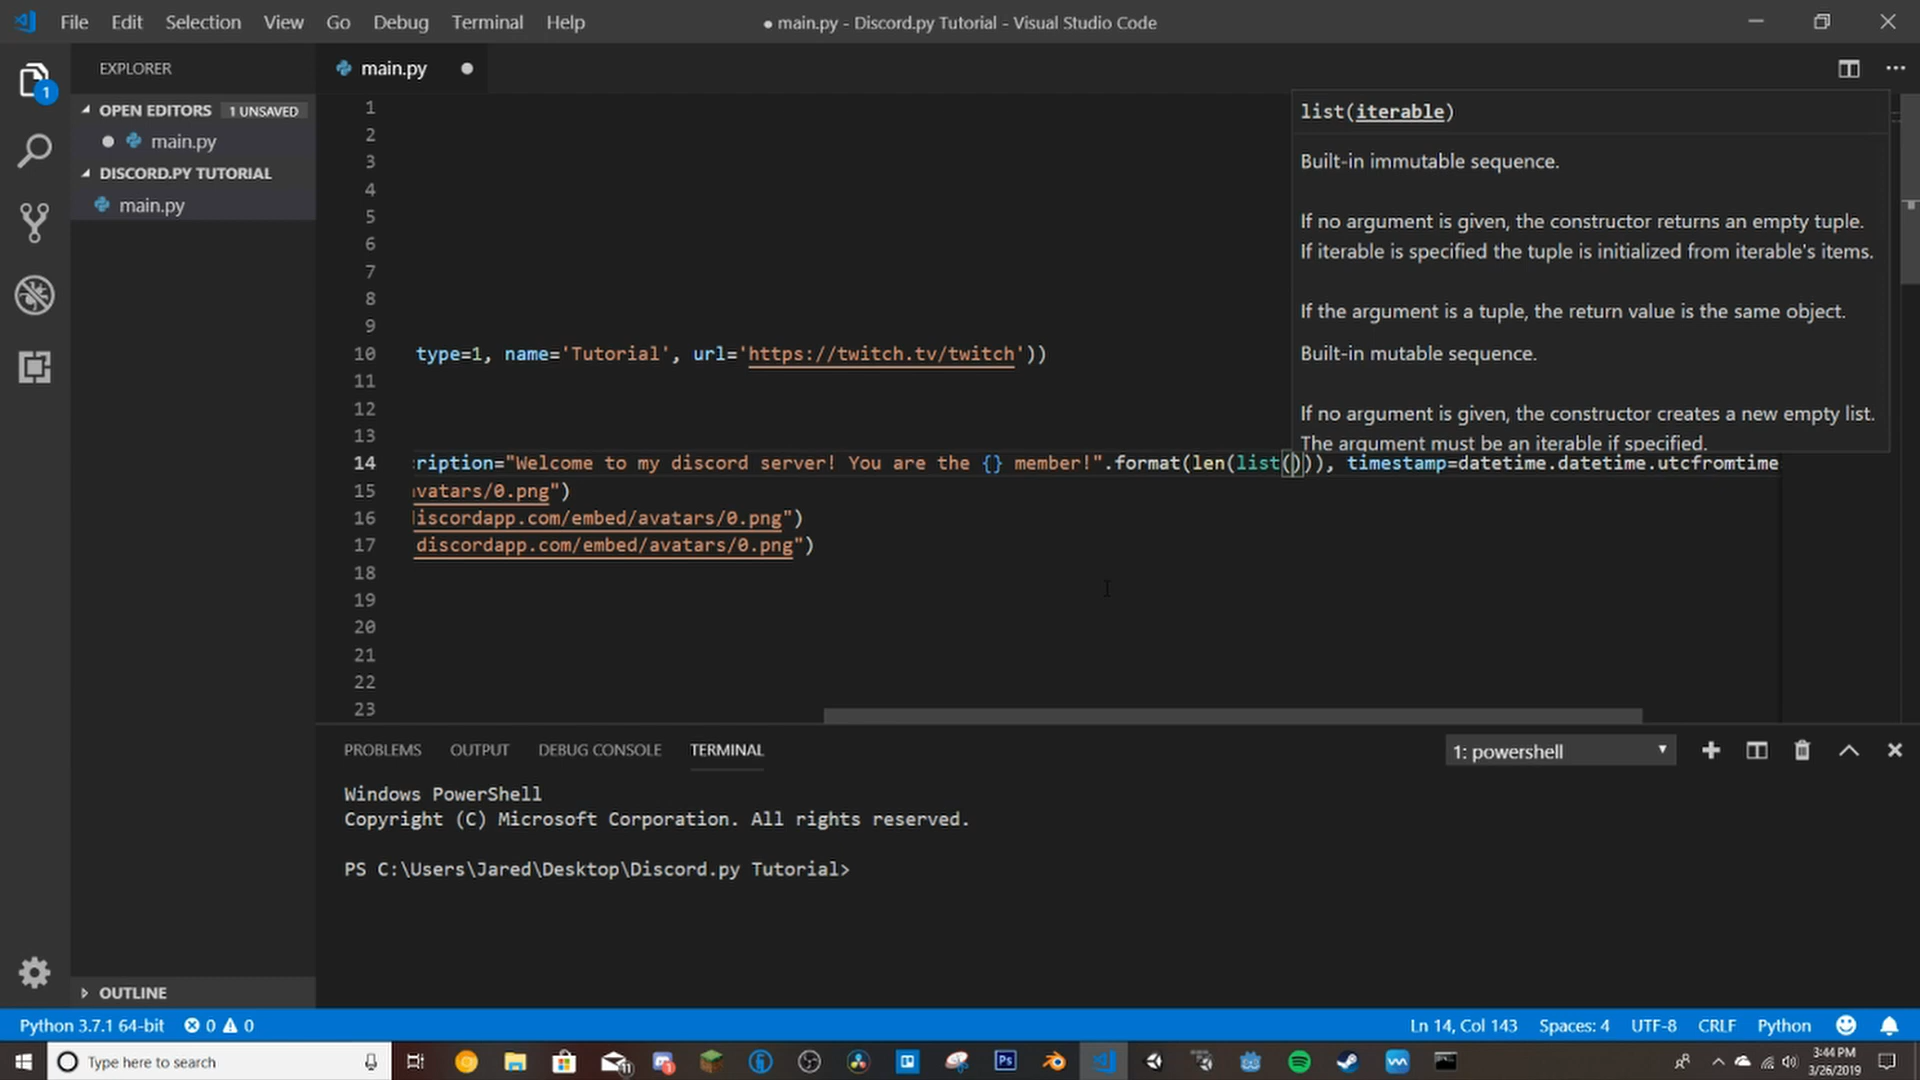 File Edit Selection View Go Debug Terminal Help
● main.py - Discord.py Tutorial - Visual Studio Code
EXPLORER
main.py
1
OPEN EDITORS 1 UNSAVED
main.py
DISCORD.PY TUTORIAL
main.py
1
2
3
4
5
6
7
8
9
10 type=1, name='Tutorial', url='https://twitch.tv/twitch'))
11
12
13
14 ription="Welcome to my discord server! You are the {} member!".format(len(list())), timestamp=datetime.datetime.utcfromtime
15 avatars/0.png")
16 discordapp.com/embed/avatars/0.png")
17 discordapp.com/embed/avatars/0.png")
18
19
20
21
22
23
list(iterable)
Built-in immutable sequence.
If no argument is given, the constructor returns an empty tuple.
If iterable is specified the tuple is initialized from iterable's items.
If the argument is a tuple, the return value is the same object.
Built-in mutable sequence.
If no argument is given, the constructor creates a new empty list.
The argument must be an iterable if specified.
PROBLEMS OUTPUT DEBUG CONSOLE TERMINAL
1: powershell
Windows PowerShell
Copyright (C) Microsoft Corporation. All rights reserved.
PS C:\Users\Jared\Desktop\Discord.py Tutorial>
OUTLINE
Python 3.7.1 64-bit 0 0
Ln 14, Col 143 Spaces: 4 UTF-8 CRLF Python
Type here to search
11
1
Ps
3:44 PM
3/26/2019